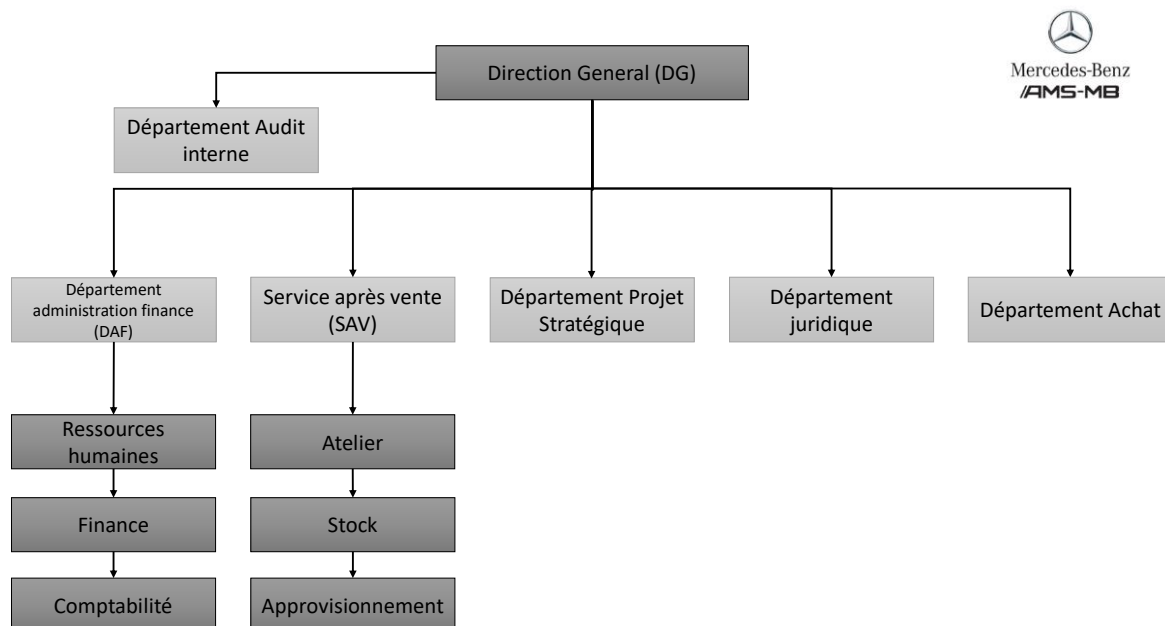 Direction General (DG)
Mercedes-Benz
AMS-MB
Département Audit
interne
Département
administration finance
(DAF)
Service après vente
(SAV)
Département Projet
Stratégique
Département
juridique
Département Achat
Ressources
humaines
Atelier
Finance
Stock
Comptabilité
Approvisionnement